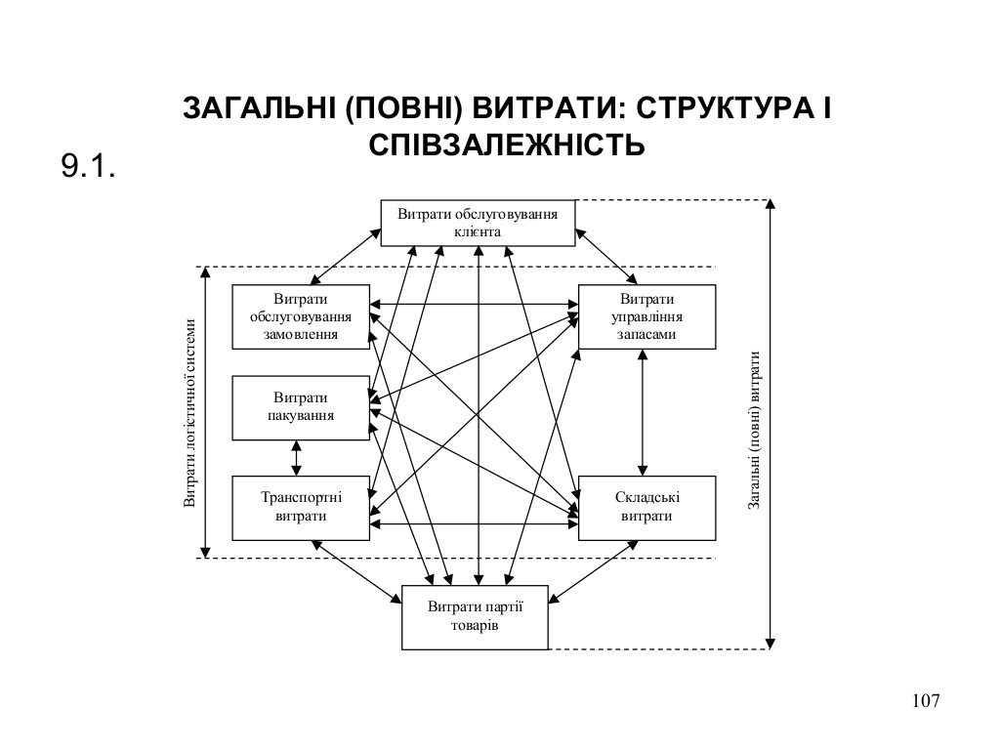 ЗАГАЛЬНІ (ПОВНІ) ВИТРАТИ: СТРУКТУРА І
СПІВЗАЛЕЖНІСТЬ
9.1.
Витрати обслуговування
клієнта
Витрати
обслуговування
замовлення
Витрати
управління
запасами
Витрати
пакування
Транспортні
витрати
Складські
витрати
Витрати партії
товарів
Витрати логістичної системи
Загальні (повні) витрати
107